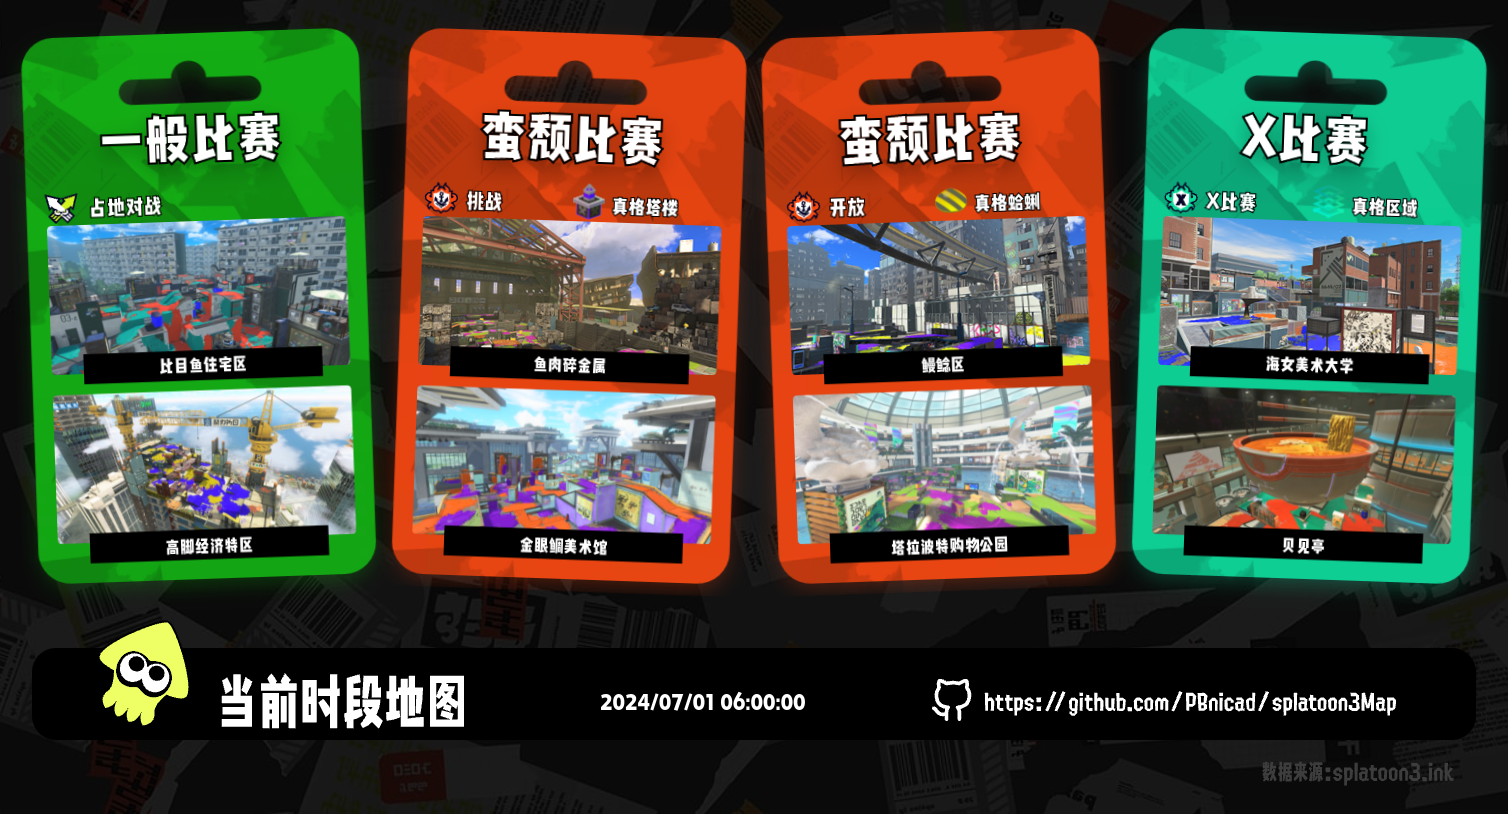 一般比赛
占地对战
比目鱼住宅区
高脚经济特区
蛮颓比赛
挑战
真格塔楼
鱼肉碎金属
金眼鲷美术馆
蛮颓比赛
开放
真格蛤蜊
鳗鲶区
塔拉波特购物公园
X比赛
X比赛
真格区域
海女美术大学
贝见亭
当前时段地图
2024/07/01 06:00:00
https://github.com/PBnicad/splatoon3Map
数据来源:splatoon3.ink